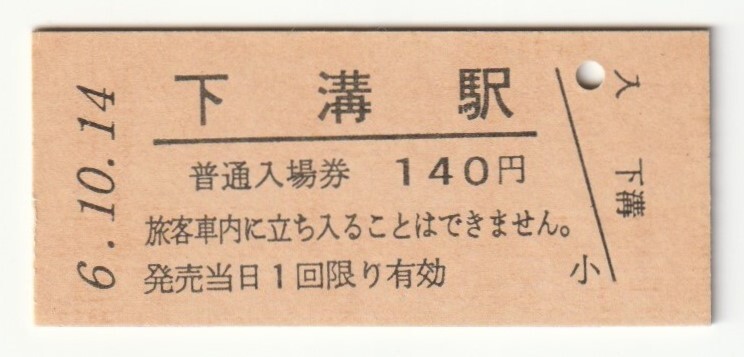 6.10.14
下溝駅
普通入場券 140円
旅客車内に立ち入ることはできません。
発売当日1回限り有効
小
入 下溝